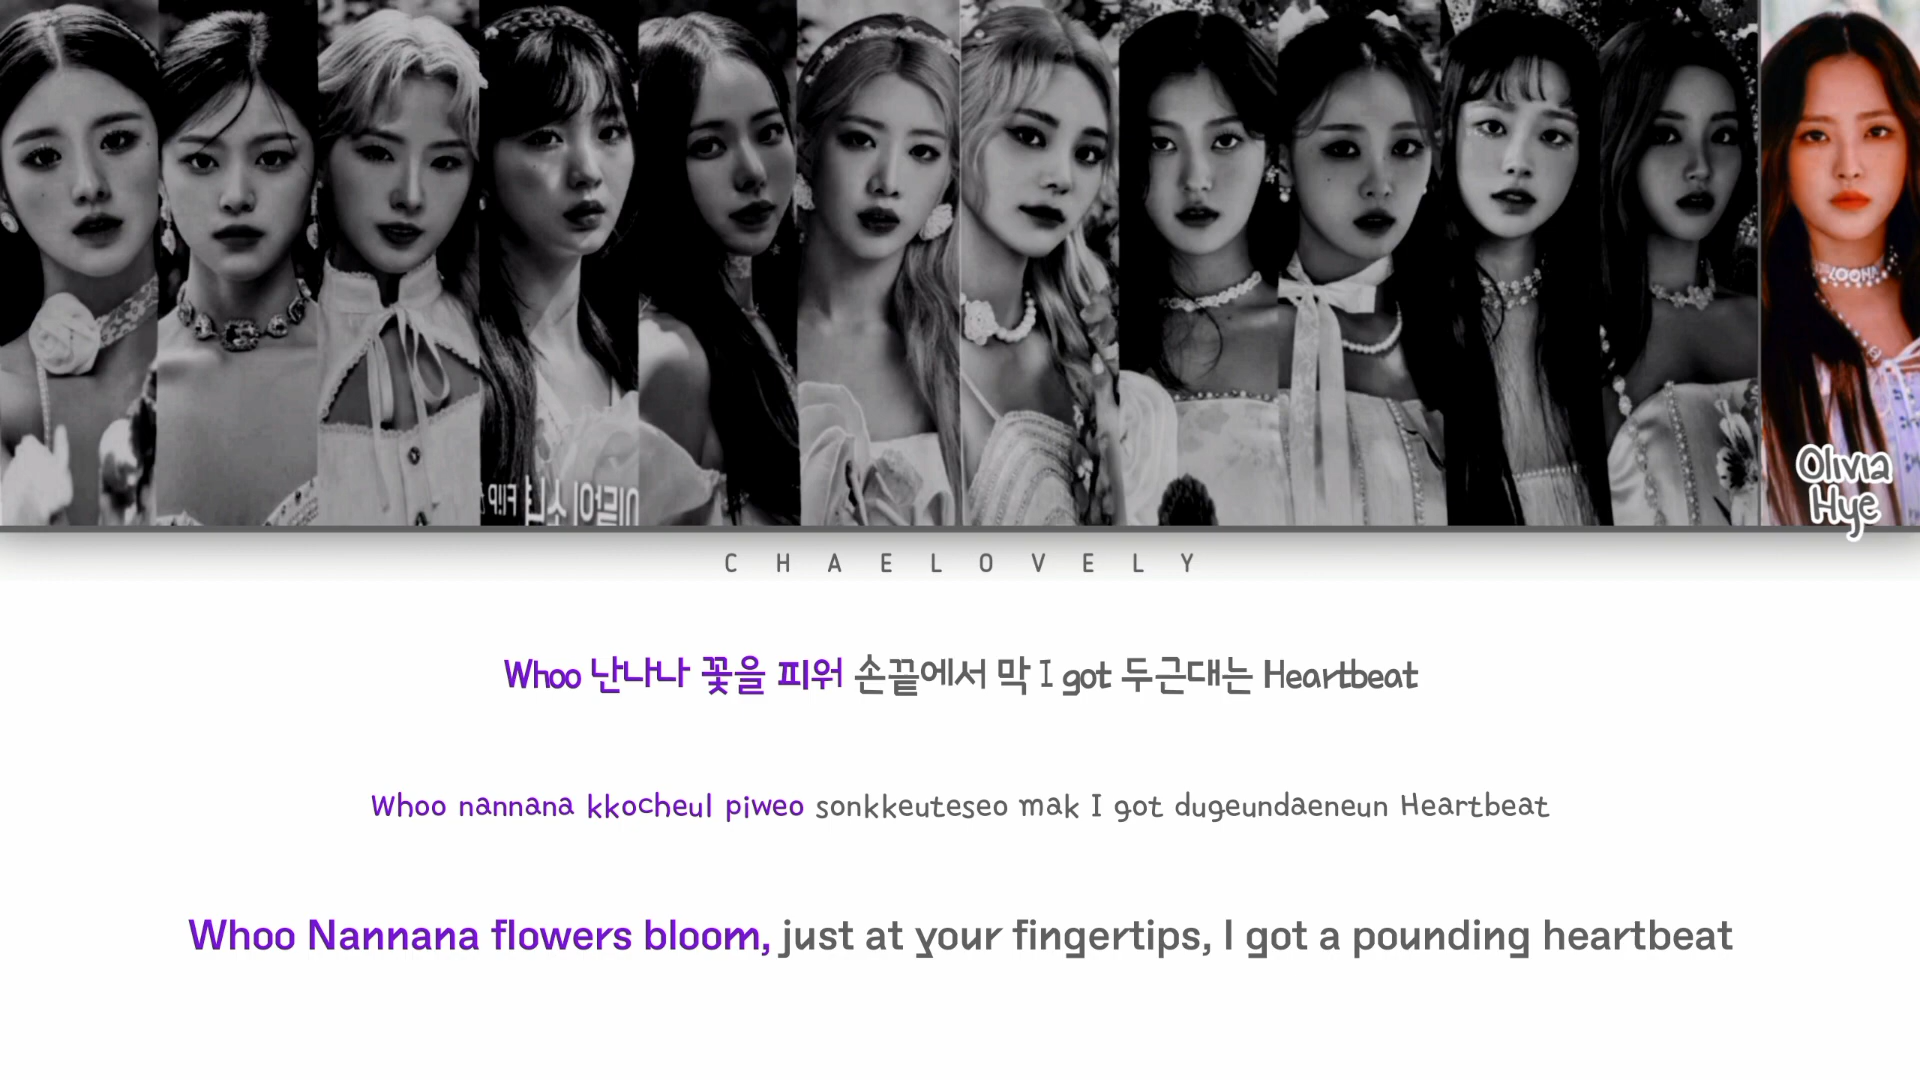 LOONA
Olivia
Hye
CHAELOVELY
Whoo 난나나 꽃을 피워 손끝에서 막 I got 두근대는 Heartbeat
Whoo nannana kkocheul piweo sonkkeuteseo mak I got dugeundaeneun Heartbeat
Whoo Nannana flowers bloom, just at your fingertips, I got a pounding heartbeat